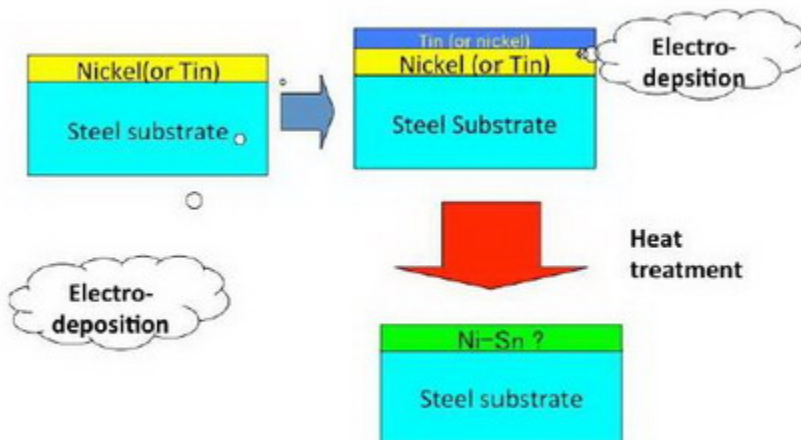 Nickel(or Tin)
Steel substrate
Electro-
deposition
Tin (or nickel)
Nickel (or Tin)
Steel Substrate
Electro-
depsition
Heat
treatment
Ni-Sn ?
Steel substrate